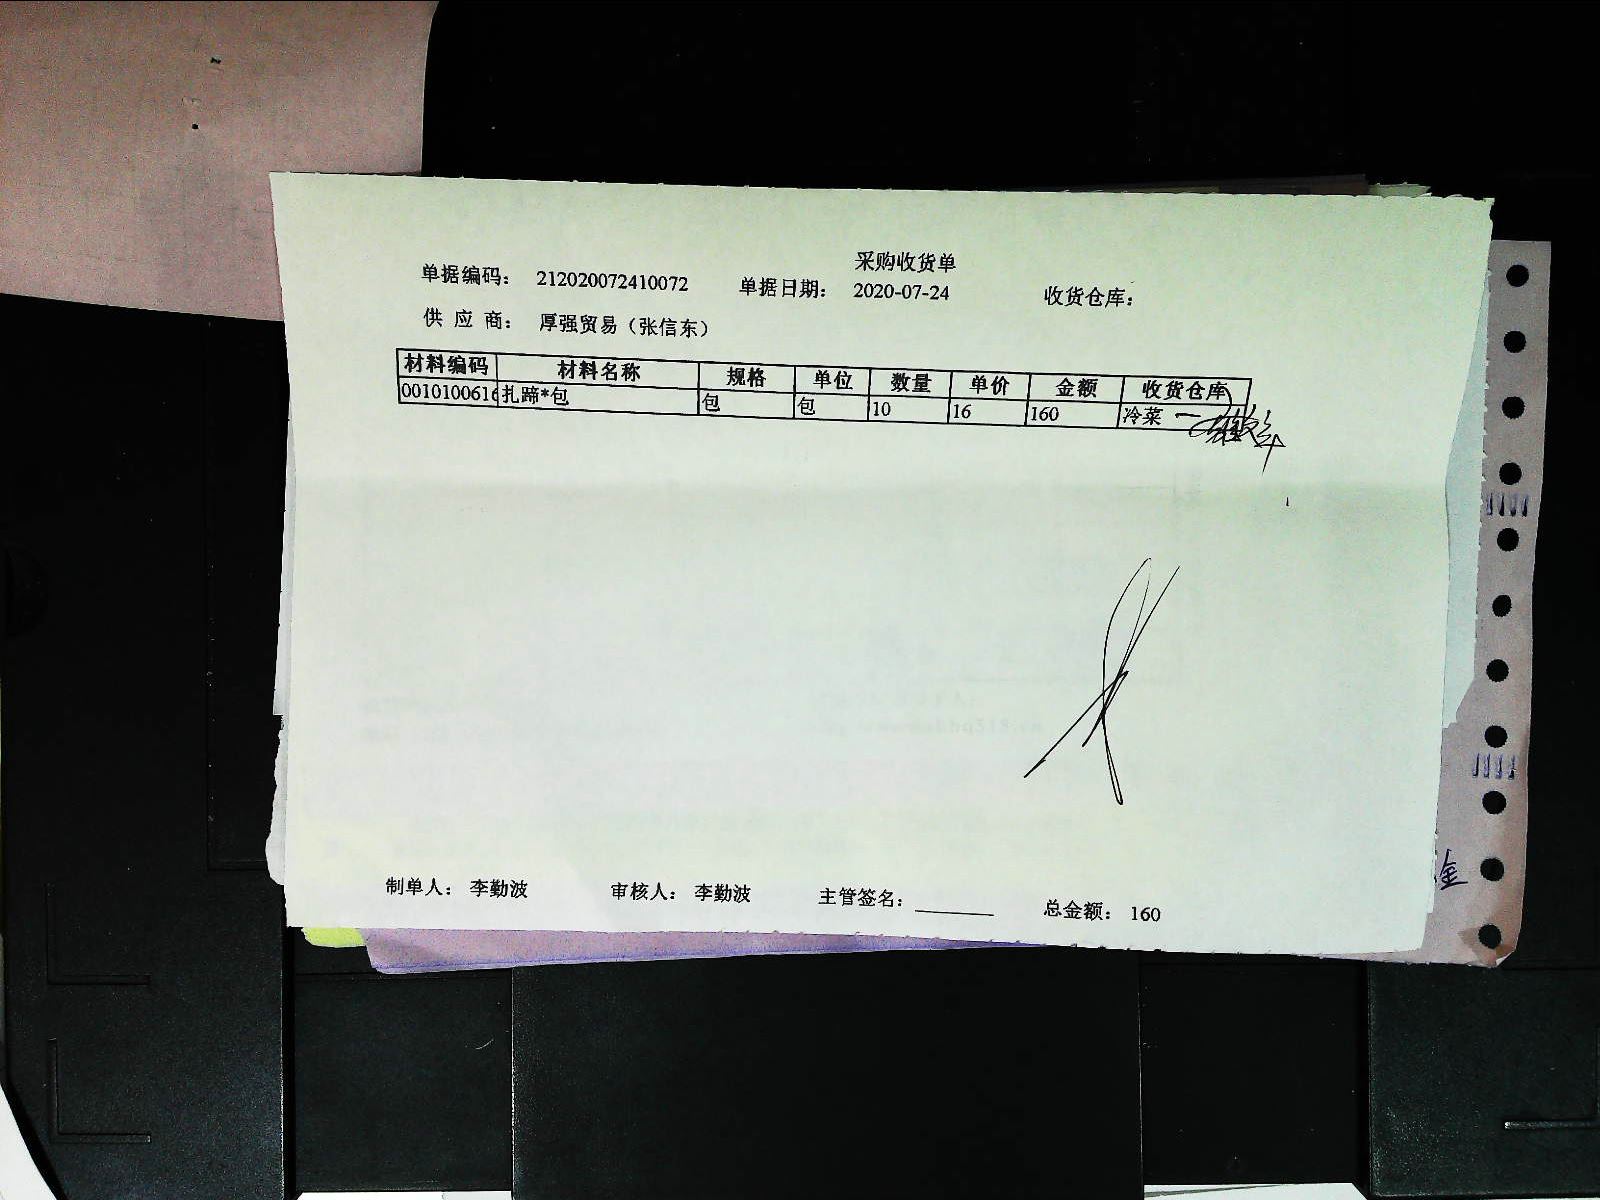 采购收货单
单据编码： 212020072410072 单据日期： 2020-07-24 收货仓库：
供 应 商： 厚强贸易（张信东）
材料编码 材料名称 规格 单位 数量 单价 金额 收货仓库
0010100616 扎蹄*包 包 包 10 16 160 冷菜
制单人： 李勤波 审核人： 李勤波 主管签名： 总金额： 160
金